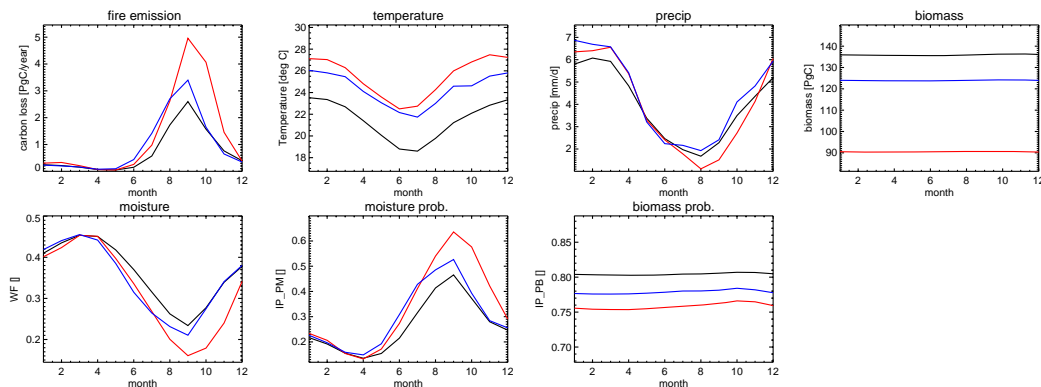 fire emission
carbon loss [PgC/year]
5
4
3
2
1
0
2 4 6 8 10 12
month
temperature
Temperature [deg C]
30
28
26
24
22
20
18
2 4 6 8 10 12
month
precip
precip [mm/d]
7
6
5
4
3
2
2 4 6 8 10 12
month
biomass
biomass [PgC]
140
130
120
110
100
90
2 4 6 8 10 12
month
moisture
WF []
0.5
0.4
0.3
0.2
2 4 6 8 10 12
month
moisture prob.
IP_PM []
0.6
0.5
0.4
0.3
0.2
2 4 6 8 10 12
month
biomass prob.
IP_PB []
0.85
0.80
0.75
0.70
2 4 6 8 10 12
month